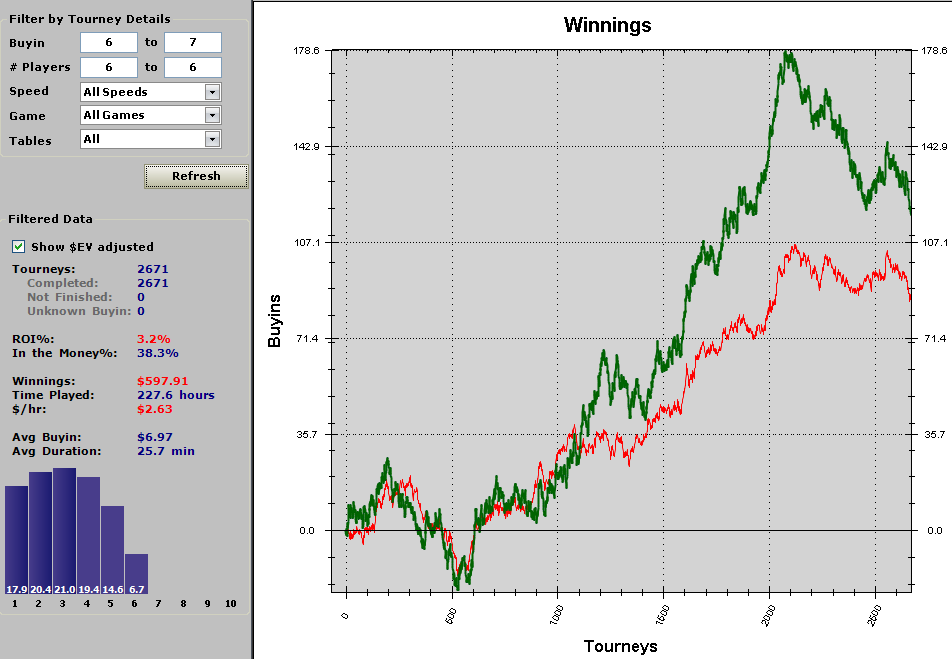 Filter by Tourney Details
Buyin 6 to 7
# Players 6 to 6
Speed All Speeds
Game All Games
Tables All
Refresh
Filtered Data
Show $EV adjusted
Tourneys: 2671
Completed: 2671
Not Finished: 0
Unknown Buyin: 0
ROI%: 3.2%
In the Money%: 38.3%
Winnings: $597.91
Time Played: 227.6 hours
$/hr: $2.63
Avg Buyin: $6.97
Avg Duration: 25.7 min
17.9 20.4 21.0 19.4 14.6 6.7
1 2 3 4 5 6 7 8 9 10
Winnings
178.6 178.6
142.9 142.9
107.1 107.1
71.4 71.4
35.7 35.7
0.0 0.0
Buyins
0 500 1000 1500 2000 2500
Tourneys